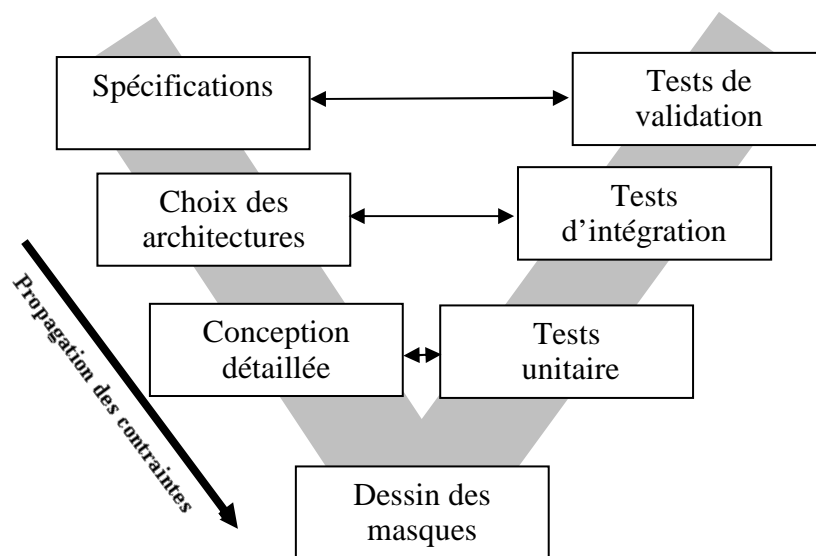 Spécifications
Tests de
validation
Choix des
architectures
Tests
d’intégration
Propagation des contraintes
Conception
détaillée
Tests
unitaire
Dessin des
masques